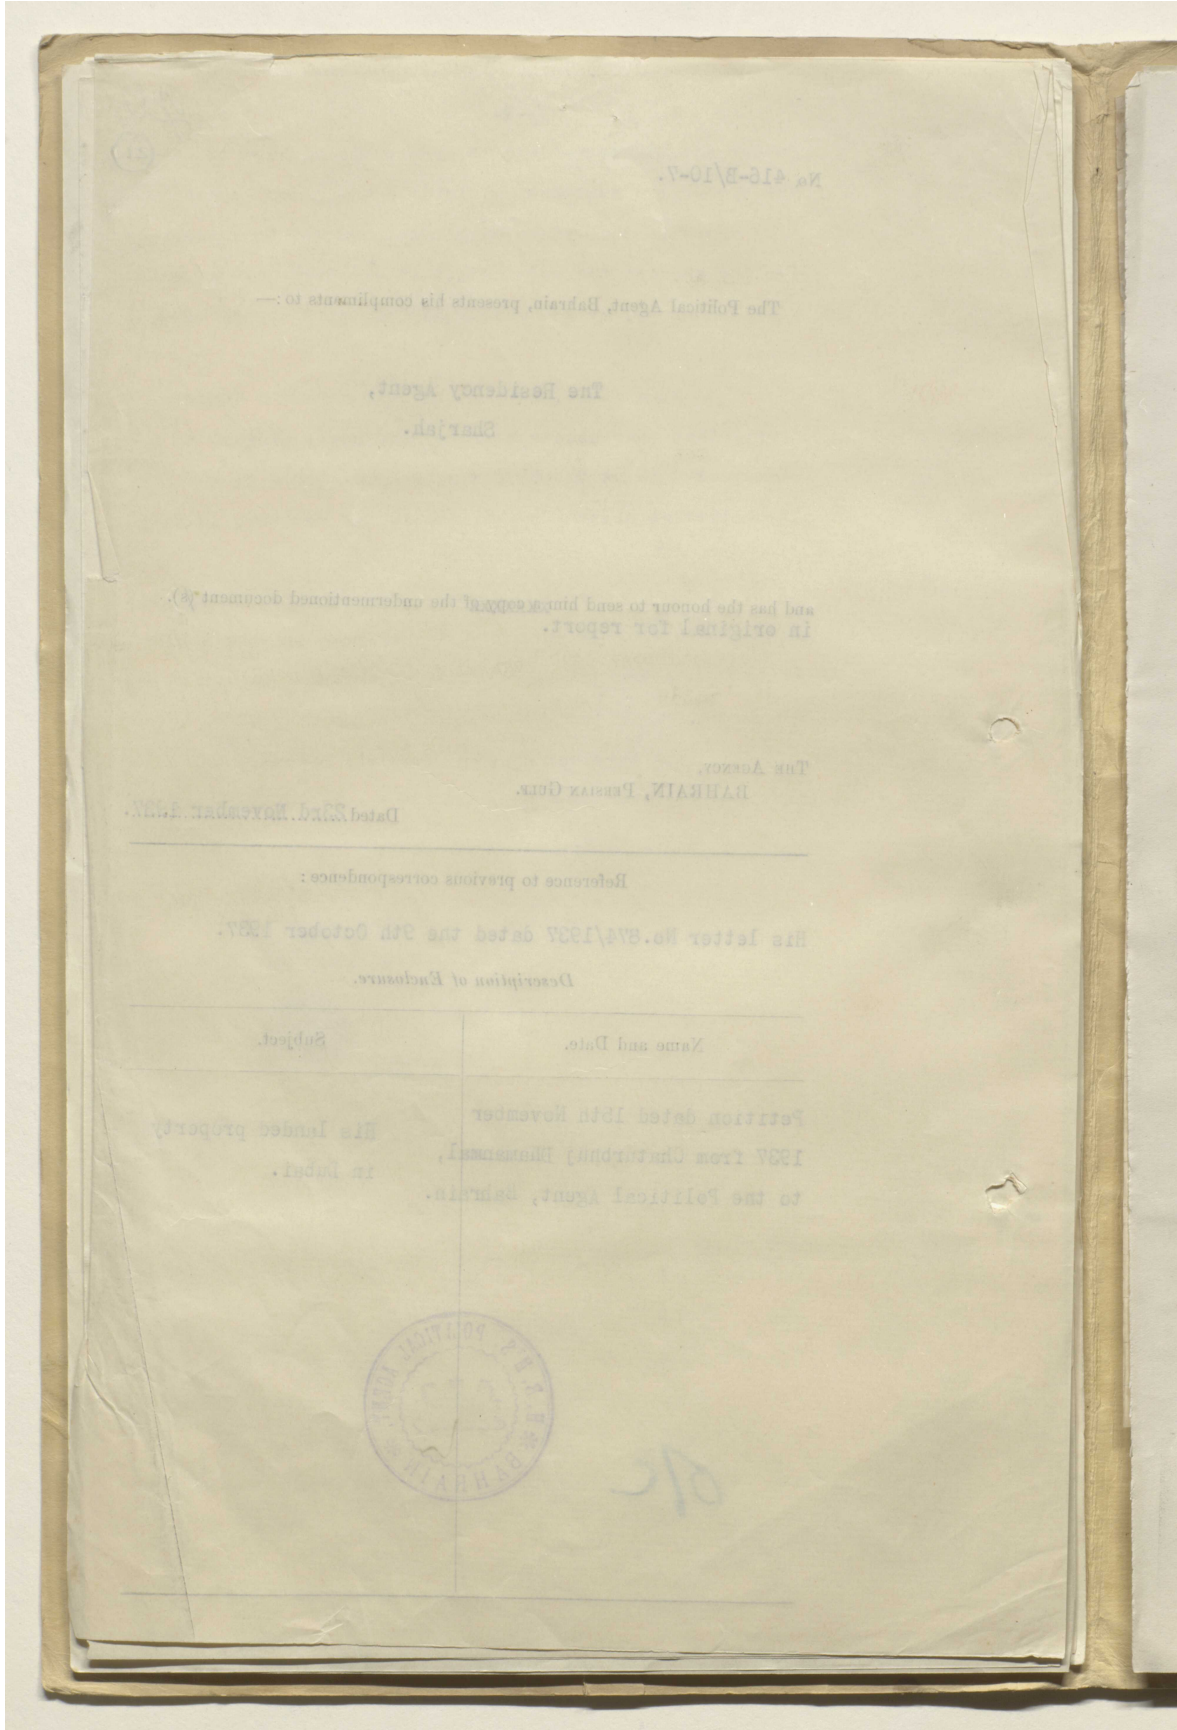 No. 416-B/10-7.
The Political Agent, Bahrain, presents his compliments to :—
The Residency Agent,
Sharjah.
and has the honour to send him a copy of the undermentioned document (s).
in original for report.
THE AGENCY,
BAHRAIN, PERSIAN GULF.
Dated 23rd November 1937.
Reference to previous correspondence :
His letter No.874/1937 dated the 9th October 1937.
Description of Enclosure.
Name and Date. Subject.
Petition dated 15th November
1937 from Chaturbhuj
to the Political Agent, Bahrain.
His landed property
in Dubai.
H.B.M'S POLITICAL AGENT, BAHREIN